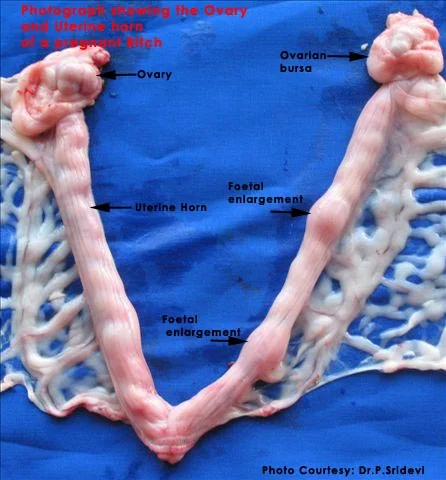 Photograph showing the Ovary
and Uterine horn
of a pregnant Bitch
Ovary
Ovarian
bursa
Foetal
enlargement
Uterine Horn
Foetal
enlargement
Photo Courtesy: Dr.P.Sridevi